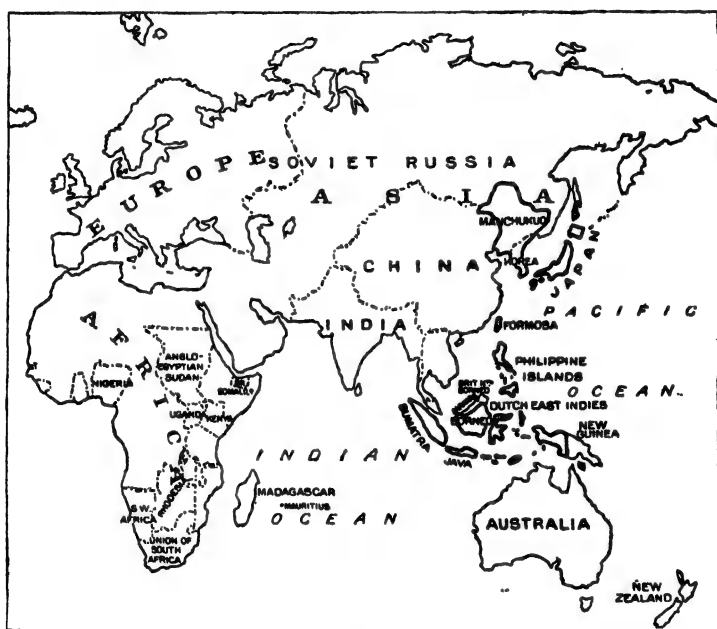 EUROPE
SOVIET RUSSIA
ASIA
MANCHUKUO
KOREA
JAPAN
CHINA
PACIFIC
OCEAN
INDIA
FORMOSA
AFRICA
ANGLO-
EGYPTIAN
SUDAN
NIGERIA
SOMALI
UGANDA
KENYA
PHILIPPINE
ISLANDS
BORNEO
DUTCH EAST INDIES
SUMATRA
NEW
GUINEA
JAVA
INDIAN
OCEAN
MADAGASCAR
MAURITIUS
RHODESIA
S.W.
AFRICA
UNION OF
SOUTH
AFRICA
AUSTRALIA
NEW
ZEALAND